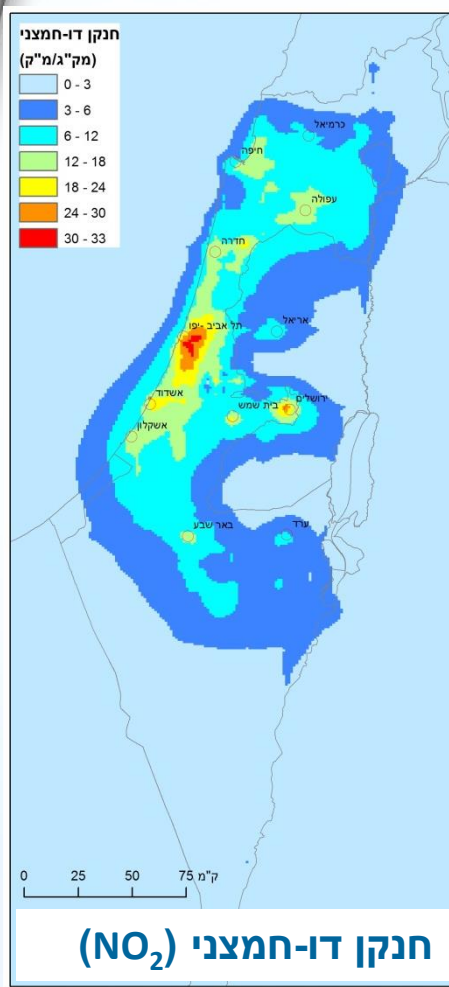 חנקן דו-חמצני
(מק"ג/מ"ק)
0 - 3
3 - 6
6 - 12
12 - 18
18 - 24
24 - 30
30 - 33
כרמיאל
חיפה
עפולה
חדרה
אריאל
תל אביב -יפו
ירושלים
אשדוד
בית שמש
אשקלון
באר שבע
ערד
0 25 50 75 ק"מ
חנקן דו-חמצני (NO₂)